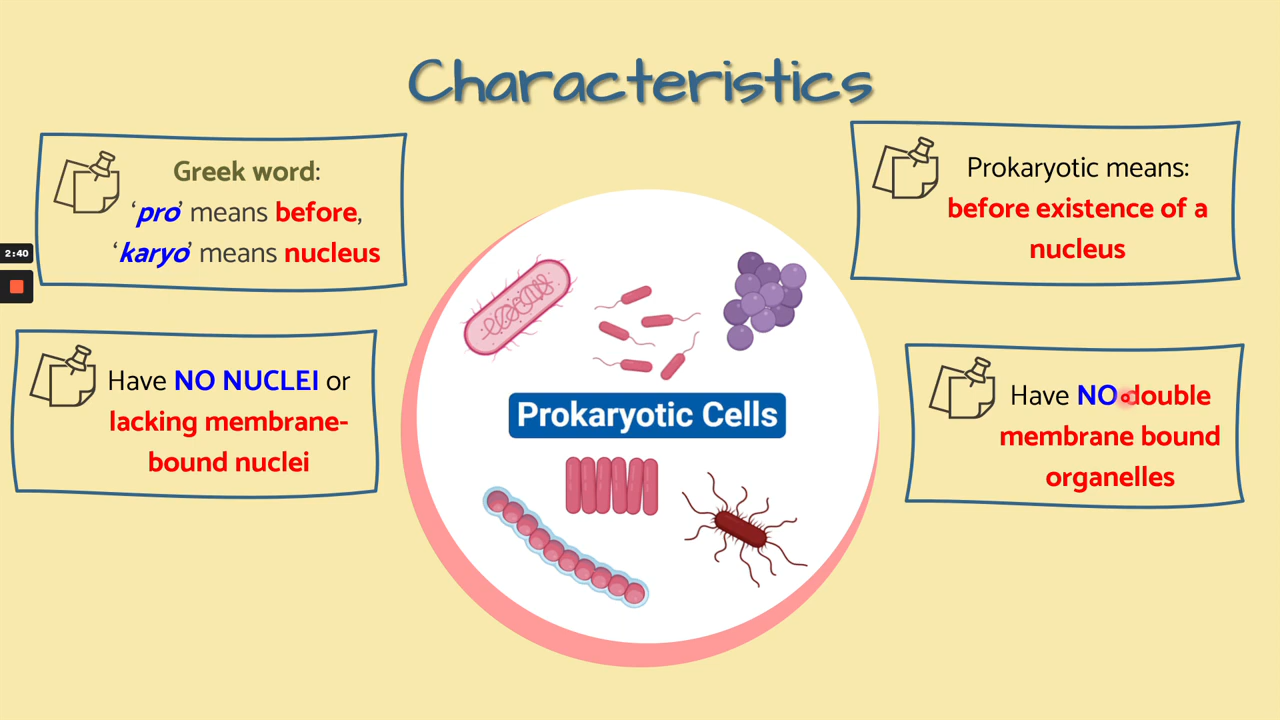 Characteristics
Greek word:
‘pro’ means before,
‘karyo’ means nucleus
Prokaryotic means:
before existence of a
nucleus
2:40
Have NO NUCLEI or
lacking membrane-
bound nuclei
Have NO double
membrane bound
organelles
Prokaryotic Cells